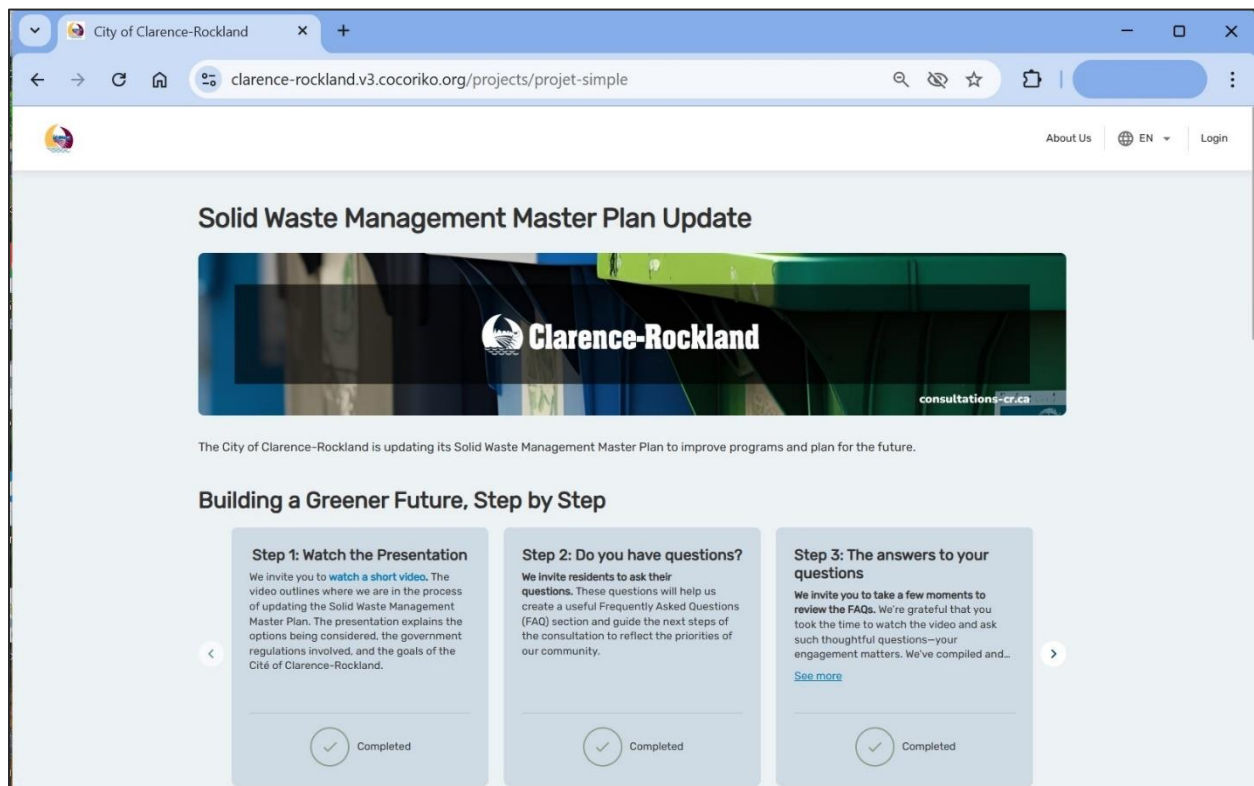 City of Clarence-Rockland
clarence-rockland.v3.cocoriko.org/projects/projet-simple
About Us
EN
Login
Solid Waste Management Master Plan Update
Clarence-Rockland
consultations-cr.ca
The City of Clarence-Rockland is updating its Solid Waste Management Master Plan to improve programs and plan for the future.
Building a Greener Future, Step by Step
Step 1: Watch the Presentation
We invite you to watch a short video. The
video outlines where we are in the process
of updating the Solid Waste Management
Master Plan. The presentation explains the
options being considered, the government
regulations involved, and the goals of the
Cité of Clarence-Rockland.
Completed
Step 2: Do you have questions?
We invite residents to ask their
questions. These questions will help us
create a useful Frequently Asked Questions
(FAQ) section and guide the next steps of
the consultation to reflect the priorities of
our community.
Completed
Step 3: The answers to your
questions
We invite you to take a few moments to
review the FAQs. We're grateful that you
took the time to watch the video and ask
such thoughtful questions—your
engagement matters. We've compiled and...
See more
Completed